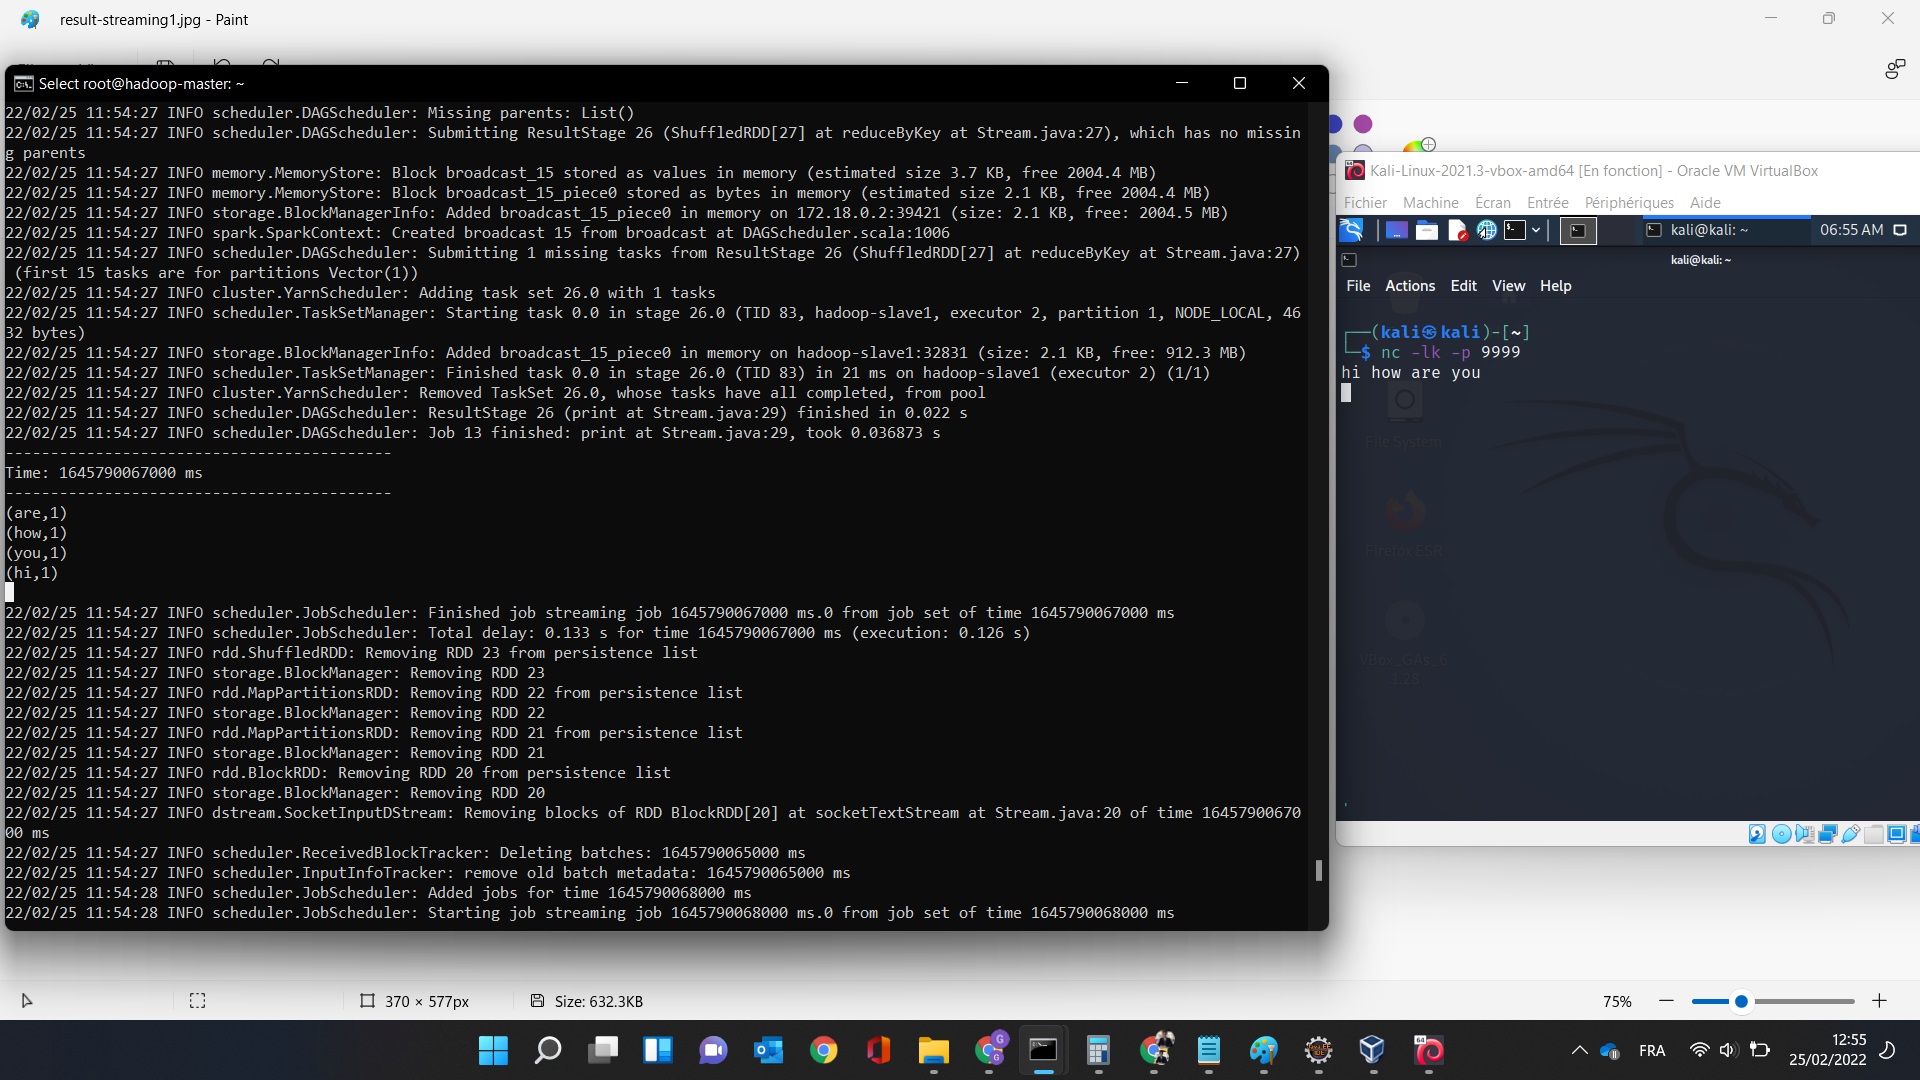 result-streaming1.jpg - Paint
Select root@hadoop-master: ~
22/02/25 11:54:27 INFO scheduler.DAGScheduler: Missing parents: List()
22/02/25 11:54:27 INFO scheduler.DAGScheduler: Submitting ResultStage 26 (ShuffledRDD[27] at reduceByKey at Stream.java:27), which has no missin
g parents
22/02/25 11:54:27 INFO memory.MemoryStore: Block broadcast_15 stored as values in memory (estimated size 3.7 KB, free 2004.4 MB)
22/02/25 11:54:27 INFO memory.MemoryStore: Block broadcast_15_piece0 stored as bytes in memory (estimated size 2.1 KB, free 2004.4 MB)
22/02/25 11:54:27 INFO storage.BlockManagerInfo: Added broadcast_15_piece0 in memory on 172.18.0.2:39421 (size: 2.1 KB, free: 2004.5 MB)
22/02/25 11:54:27 INFO spark.SparkContext: Created broadcast 15 from broadcast at DAGScheduler.scala:1006
22/02/25 11:54:27 INFO scheduler.DAGScheduler: Submitting 1 missing tasks from ResultStage 26 (ShuffledRDD[27] at reduceByKey at Stream.java:27)
(first 15 tasks are for partitions Vector(1))
22/02/25 11:54:27 INFO cluster.YarnScheduler: Adding task set 26.0 with 1 tasks
22/02/25 11:54:27 INFO scheduler.TaskSetManager: Starting task 0.0 in stage 26.0 (TID 83, hadoop-slave1, executor 2, partition 1, NODE_LOCAL, 46
32 bytes)
22/02/25 11:54:27 INFO storage.BlockManagerInfo: Added broadcast_15_piece0 in memory on hadoop-slave1:32831 (size: 2.1 KB, free: 912.3 MB)
22/02/25 11:54:27 INFO scheduler.TaskSetManager: Finished task 0.0 in stage 26.0 (TID 83) in 21 ms on hadoop-slave1 (executor 2) (1/1)
22/02/25 11:54:27 INFO cluster.YarnScheduler: Removed TaskSet 26.0, whose tasks have all completed, from pool
22/02/25 11:54:27 INFO scheduler.DAGScheduler: ResultStage 26 (print at Stream.java:29) finished in 0.022 s
22/02/25 11:54:27 INFO scheduler.DAGScheduler: Job 13 finished: print at Stream.java:29, took 0.036873 s
-------------------------------------------
Time: 1645790067000 ms
-------------------------------------------
(are,1)
(how,1)
(you,1)
(hi,1)
22/02/25 11:54:27 INFO scheduler.JobScheduler: Finished job streaming job 1645790067000 ms.0 from job set of time 1645790067000 ms
22/02/25 11:54:27 INFO scheduler.JobScheduler: Total delay: 0.133 s for time 1645790067000 ms (execution: 0.126 s)
22/02/25 11:54:27 INFO rdd.ShuffledRDD: Removing RDD 23 from persistence list
22/02/25 11:54:27 INFO storage.BlockManager: Removing RDD 23
22/02/25 11:54:27 INFO rdd.MapPartitionsRDD: Removing RDD 22 from persistence list
22/02/25 11:54:27 INFO storage.BlockManager: Removing RDD 22
22/02/25 11:54:27 INFO rdd.MapPartitionsRDD: Removing RDD 21 from persistence list
22/02/25 11:54:27 INFO storage.BlockManager: Removing RDD 21
22/02/25 11:54:27 INFO rdd.BlockRDD: Removing RDD 20 from persistence list
22/02/25 11:54:27 INFO storage.BlockManager: Removing RDD 20
22/02/25 11:54:27 INFO dstream.SocketInputDStream: Removing blocks of RDD BlockRDD[20] at socketTextStream at Stream.java:20 of time 16457900670
00 ms
22/02/25 11:54:27 INFO scheduler.ReceivedBlockTracker: Deleting batches: 1645790065000 ms
22/02/25 11:54:27 INFO scheduler.InputInfoTracker: remove old batch metadata: 1645790065000 ms
22/02/25 11:54:28 INFO scheduler.JobScheduler: Added jobs for time 1645790068000 ms
22/02/25 11:54:28 INFO scheduler.JobScheduler: Starting job streaming job 1645790068000 ms.0 from job set of time 1645790068000 ms
Kali-Linux-2021.3-vbox-amd64 [En fonction] - Oracle VM VirtualBox
Fichier Machine Écran Entrée Périphériques Aide
kali@kali: ~ 06:55 AM
kali@kali: ~
File Actions Edit View Help
(kali㉿kali)-[~]
$ nc -lk -p 9999
hi how are you
File System
Firefox ESR
VBox_GAs_6
1.28
370 × 577px Size: 632.3KB 75%
FRA 12:55
25/02/2022